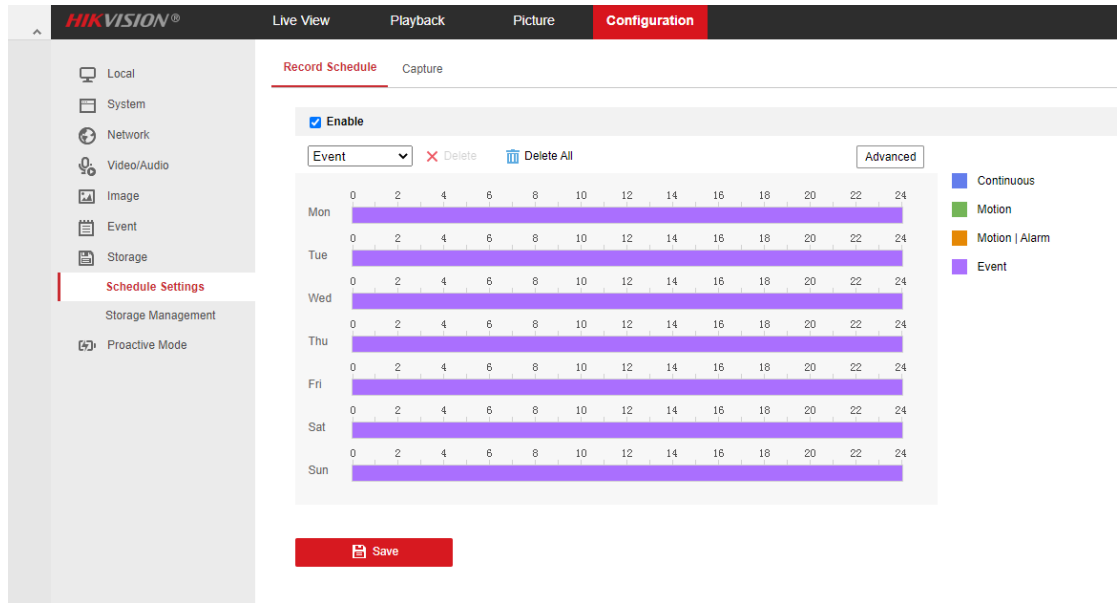 HIKVISION® Live View Playback Picture Configuration
Local
System
Network
Video/Audio
Image
Event
Storage
Schedule Settings
Storage Management
Proactive Mode
Record Schedule Capture
Enable
Event Delete Delete All Advanced
0 2 4 6 8 10 12 14 16 18 20 22 24
Mon
0 2 4 6 8 10 12 14 16 18 20 22 24
Tue
0 2 4 6 8 10 12 14 16 18 20 22 24
Wed
0 2 4 6 8 10 12 14 16 18 20 22 24
Thu
0 2 4 6 8 10 12 14 16 18 20 22 24
Fri
0 2 4 6 8 10 12 14 16 18 20 22 24
Sat
0 2 4 6 8 10 12 14 16 18 20 22 24
Sun
Continuous
Motion
Motion | Alarm
Event
Save